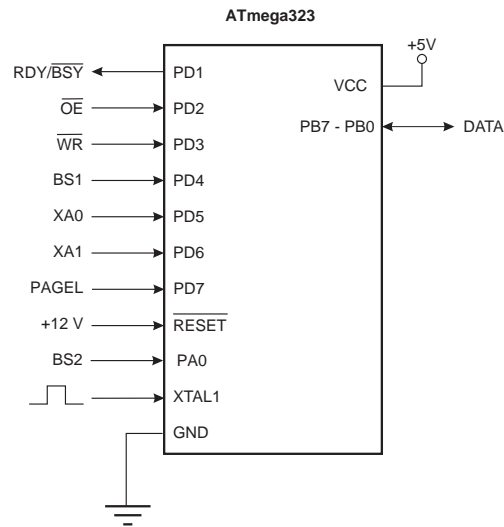 ATmega323
RDY/BSY PD1
OE PD2
WR PD3
BS1 PD4
XA0 PD5
XA1 PD6
PAGEL PD7
+12 V RESET
BS2 PA0
XTAL1
GND
+5V
VCC
PB7 - PB0 DATA